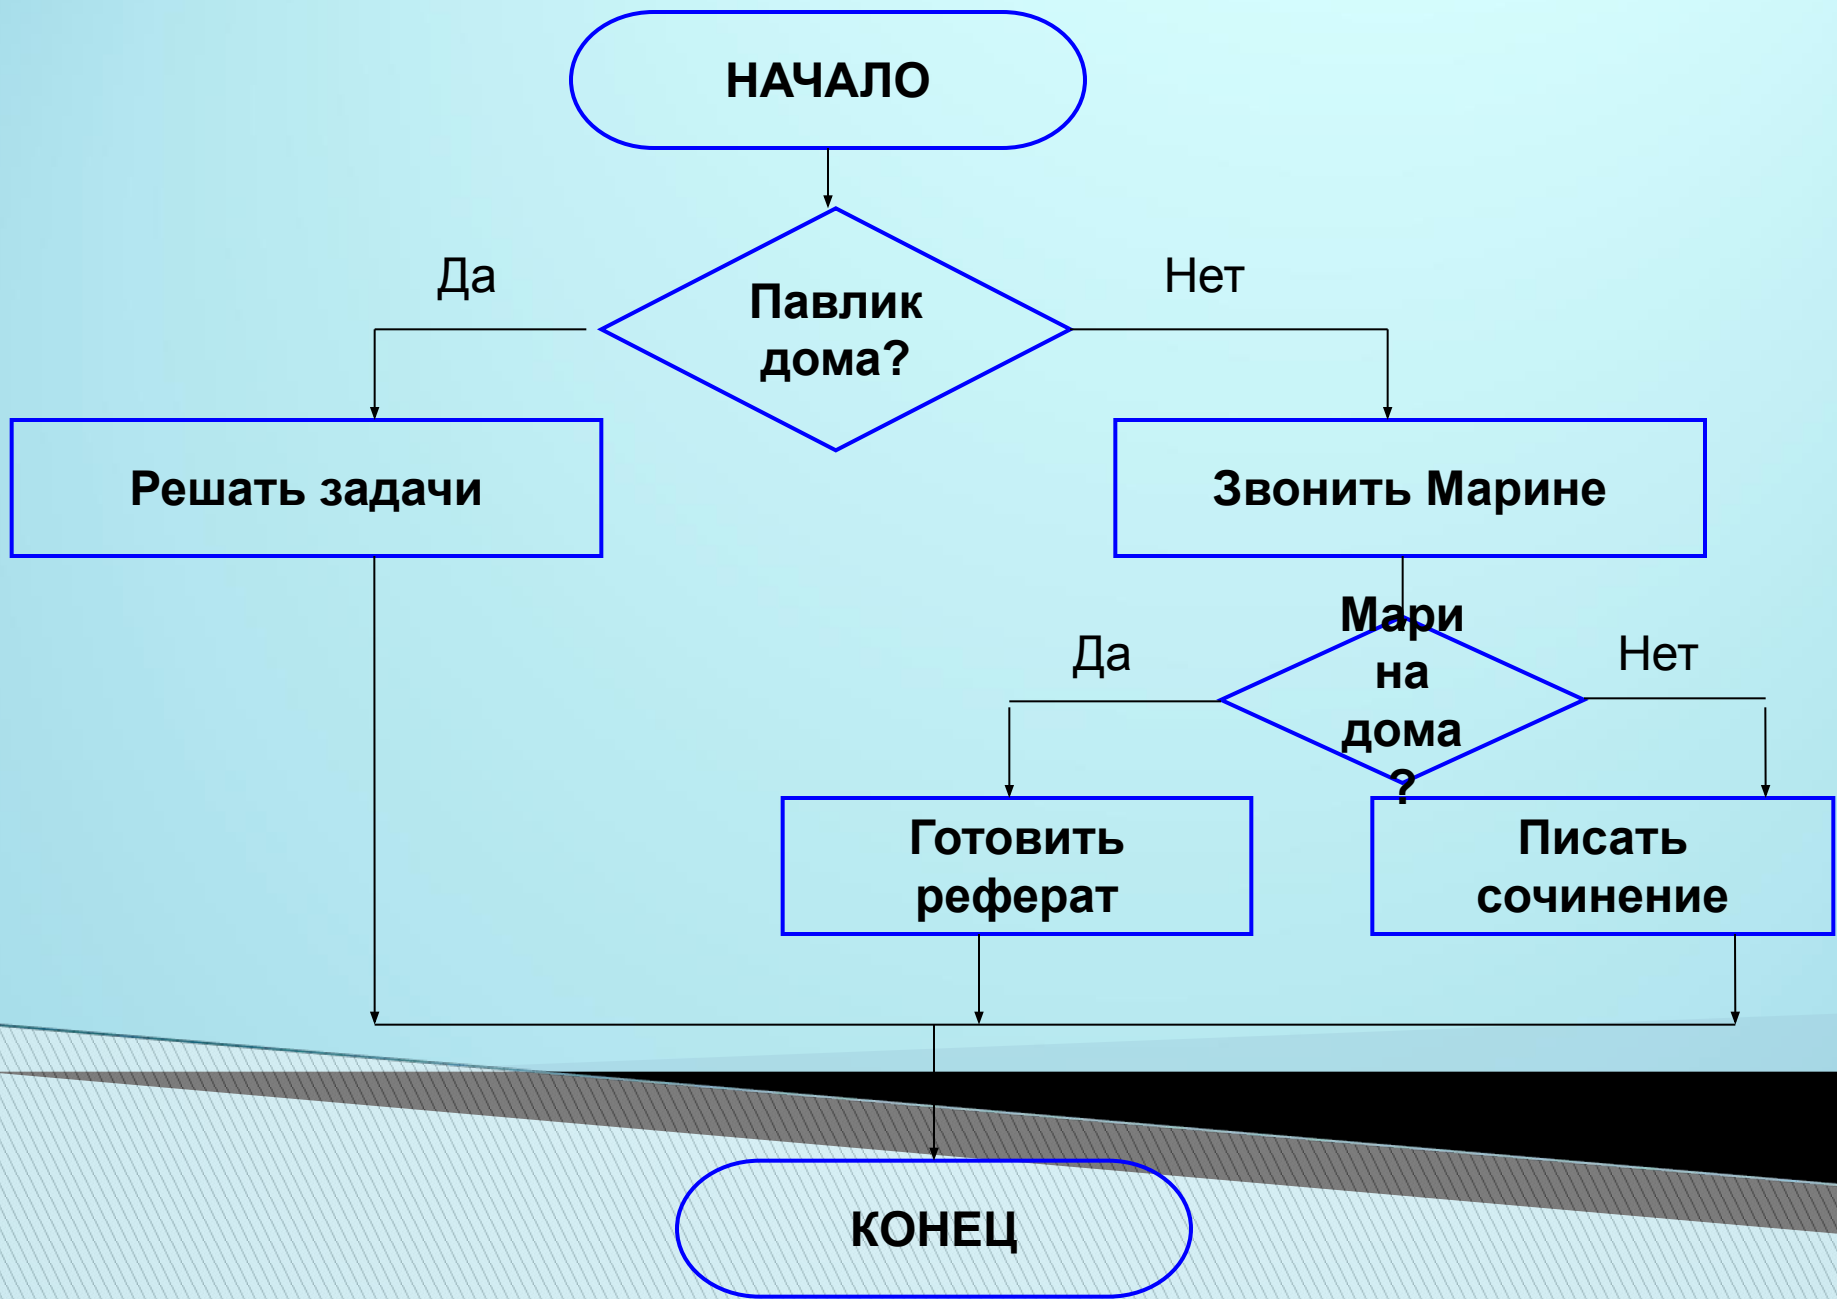 НАЧАЛО
Да
Нет
Павлик
дома?
Решать задачи
Звонить Марине
Мари
на
дома
?
Да
Нет
Готовить
реферат
Писать
сочинение
КОНЕЦ